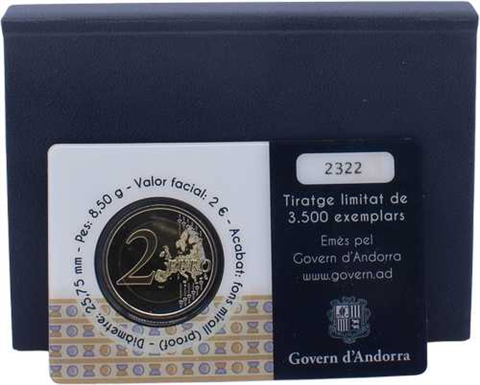 Diàmetre: 25,75 mm - Pes: 8,50 g - Valor facial: 2 € - Acabat: fons mirall (proof) -
2 EURO
2322
Tiratge limitat de
3.500 exemplars
Emès pel
Govern d'Andorra
www.govern.ad
Govern d'Andorra